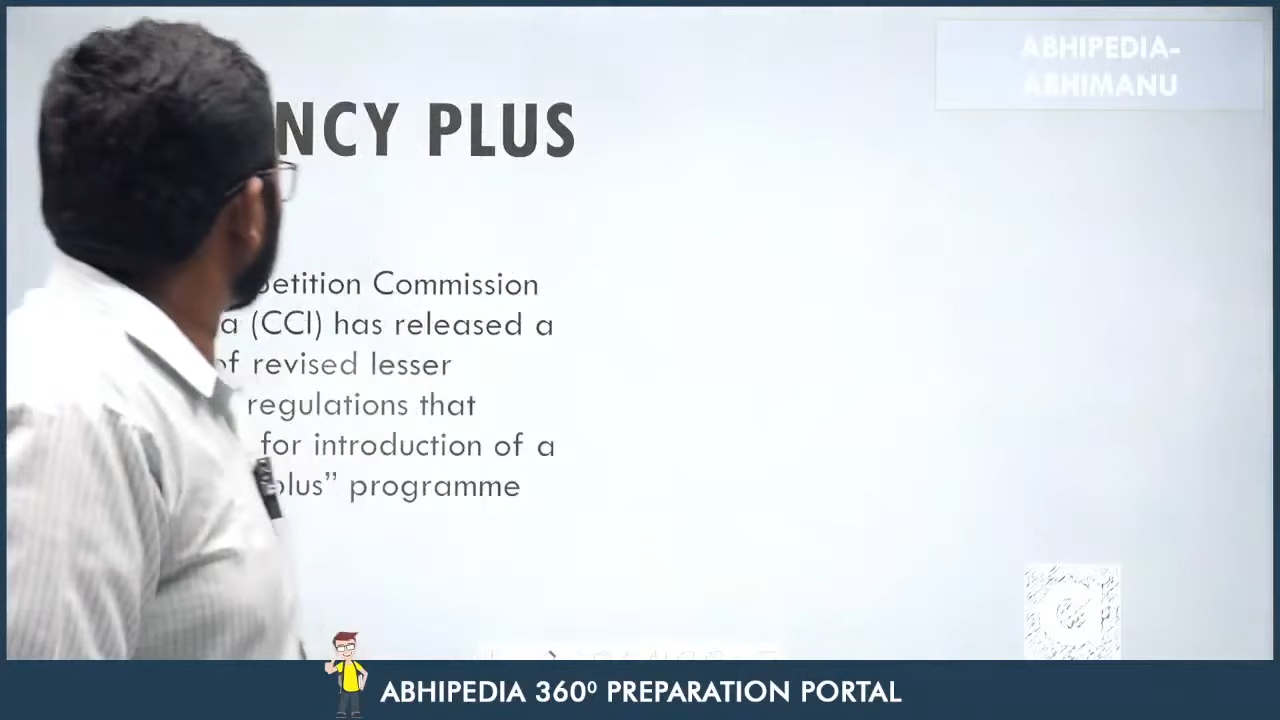 ABHIPEDIA-
ABHIMANU
NCY PLUS
petition Commission
a (CCI) has released a
of revised lesser
regulations that
for introduction of a
plus” programme
ABHIPEDIA 360⁰ PREPARATION PORTAL